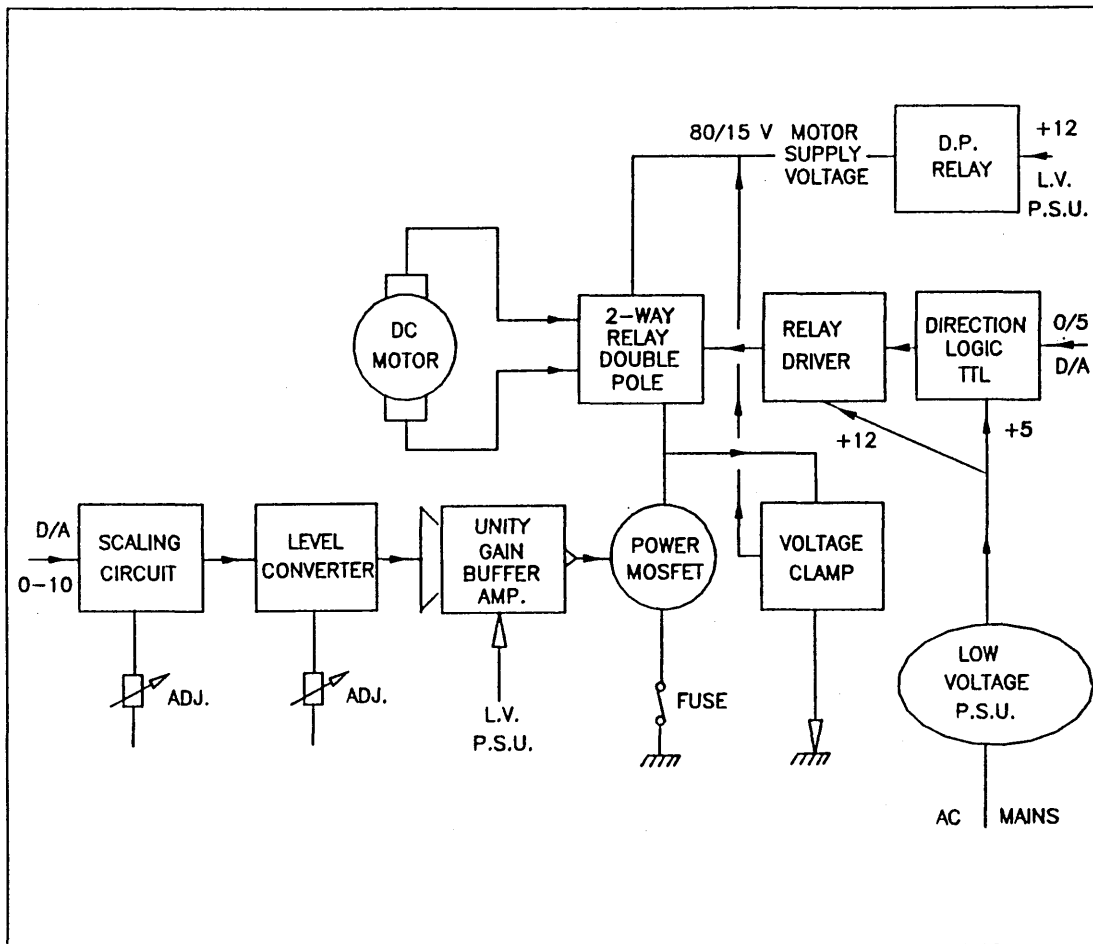 80/15 V
MOTOR
SUPPLY
VOLTAGE
D.P.
RELAY
+12
L.V.
P.S.U.
DC
MOTOR
2-WAY
RELAY
DOUBLE
POLE
RELAY
DRIVER
DIRECTION
LOGIC
TTL
0/5
D/A
+12
+5
D/A
0-10
SCALING
CIRCUIT
LEVEL
CONVERTER
UNITY
GAIN
BUFFER
AMP.
POWER
MOSFET
VOLTAGE
CLAMP
ADJ.
ADJ.
L.V.
P.S.U.
FUSE
LOW
VOLTAGE
P.S.U.
AC MAINS